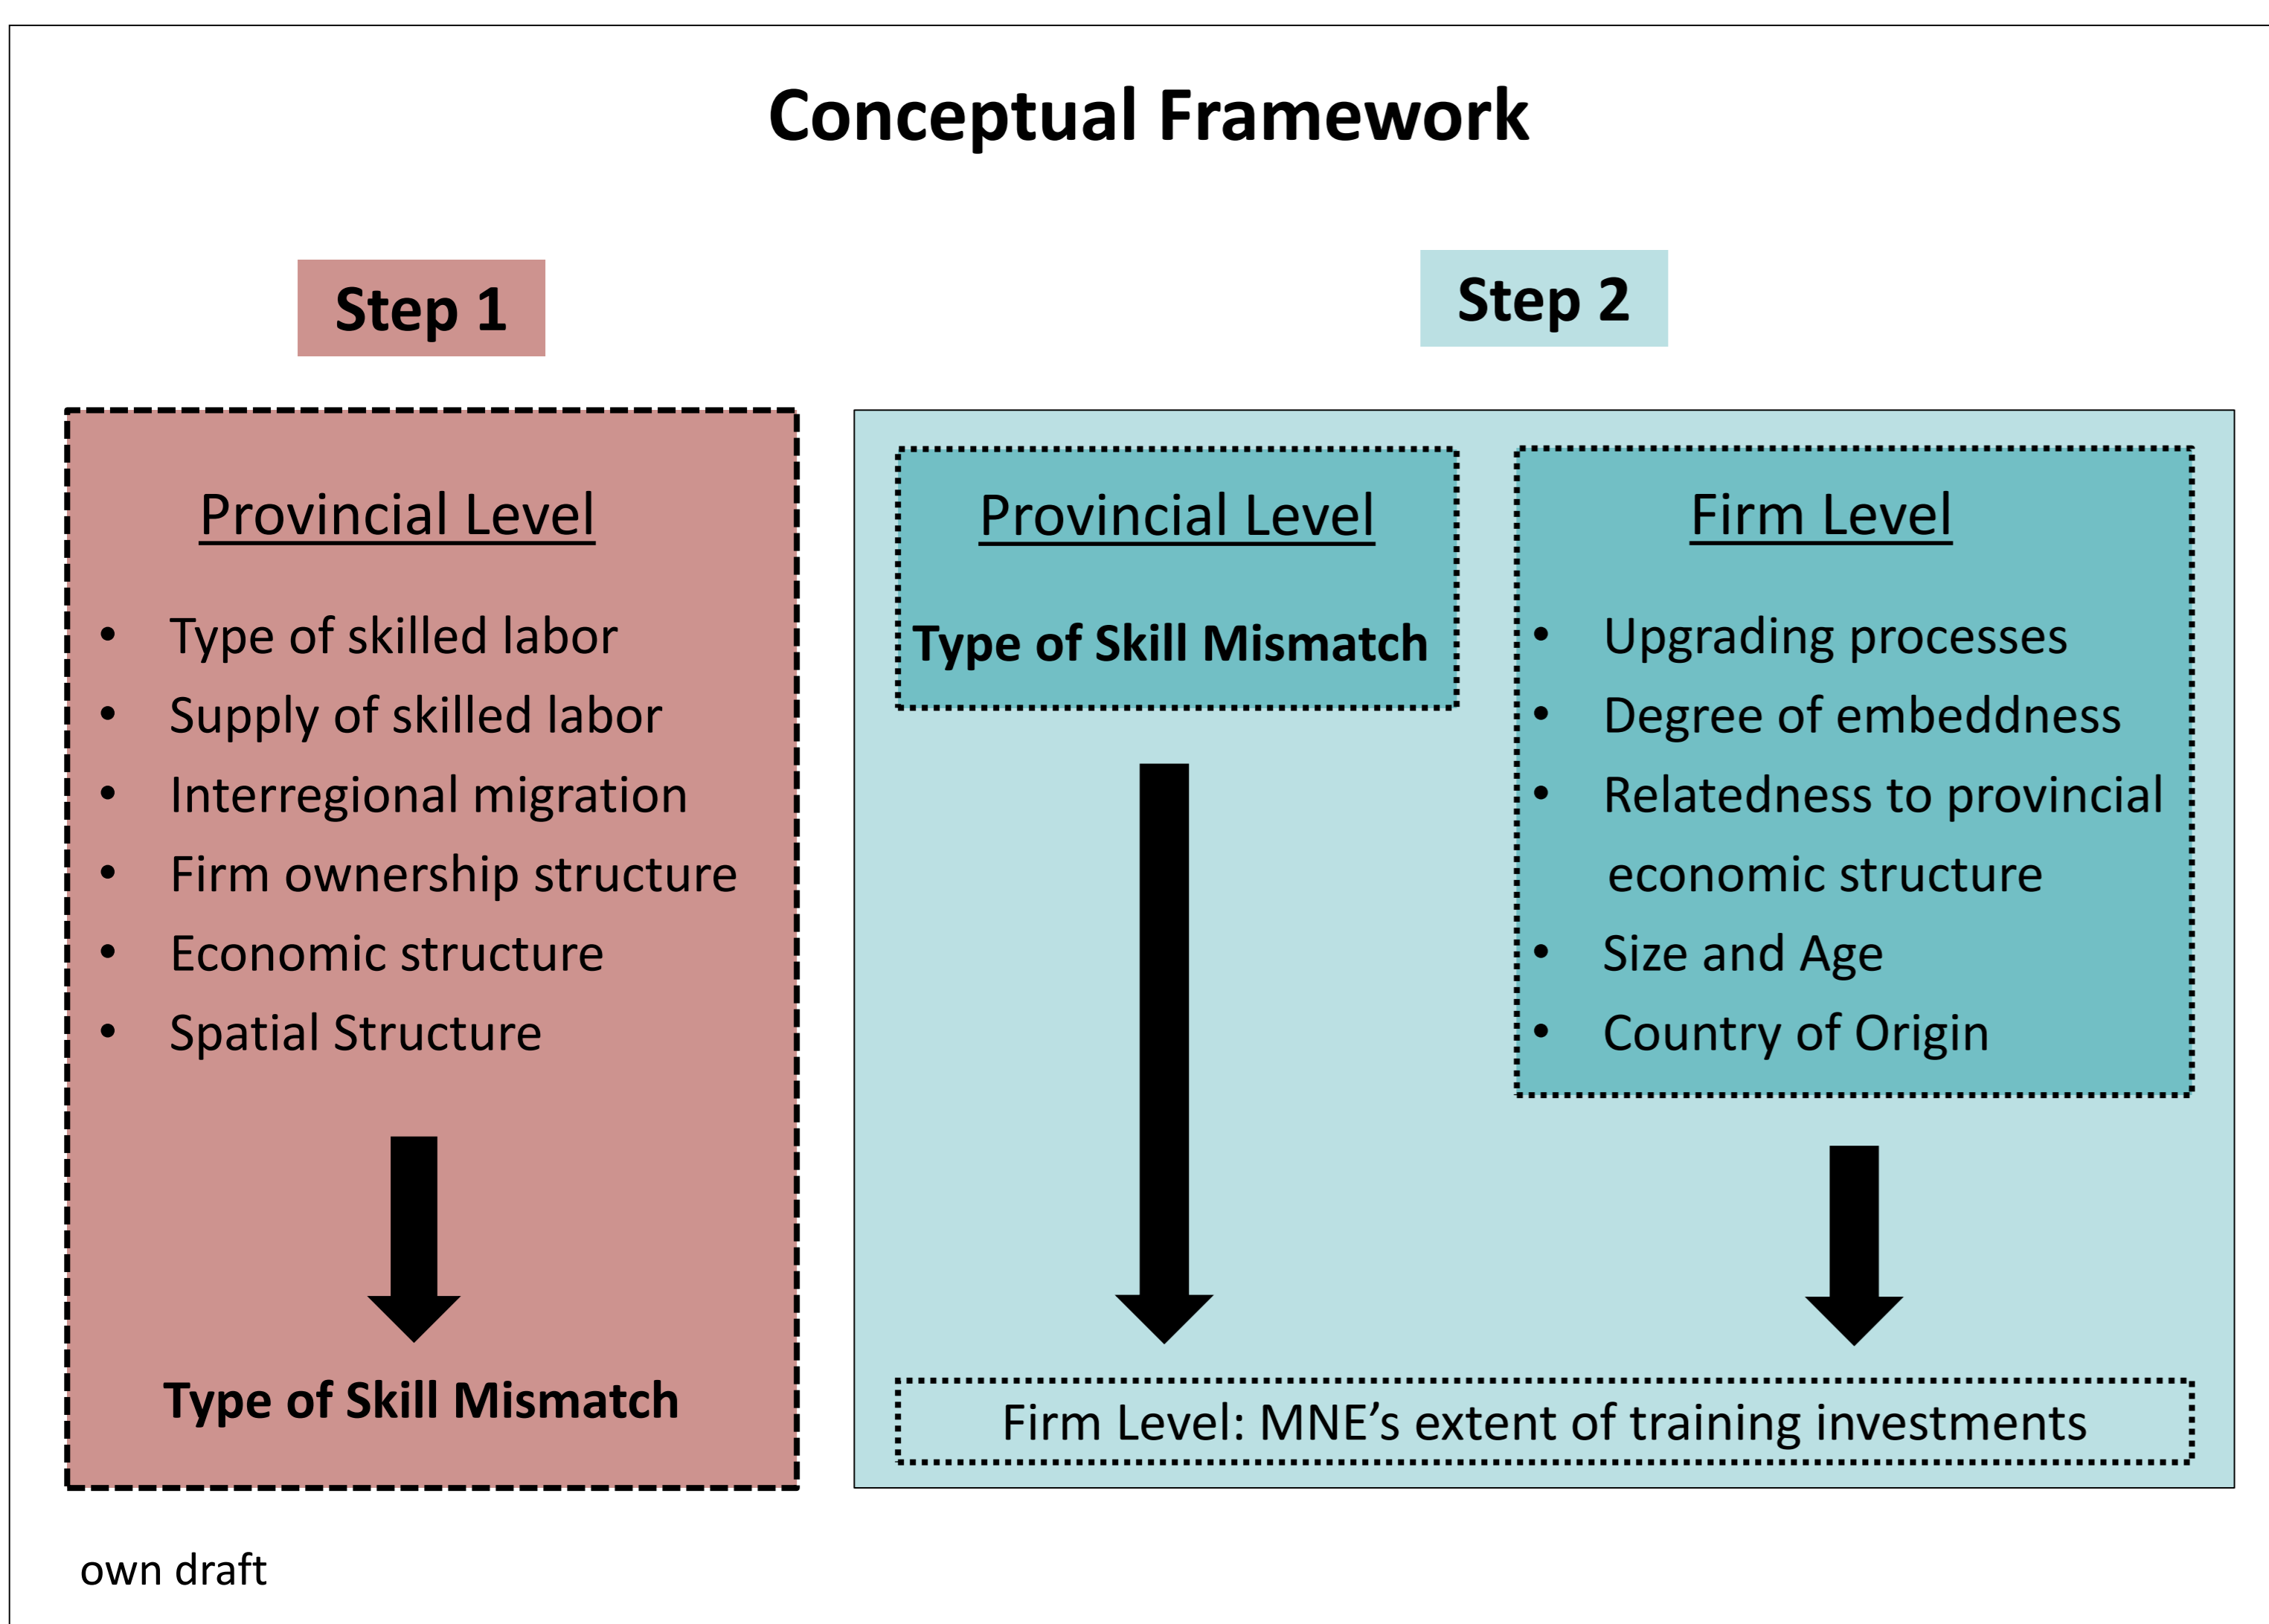 Conceptual Framework
Step 1
Provincial Level
• Type of skilled labor
• Supply of skilled labor
• Interregional migration
• Firm ownership structure
• Economic structure
• Spatial Structure
Type of Skill Mismatch
Step 2
Provincial Level
Type of Skill Mismatch
Firm Level
• Upgrading processes
• Degree of embeddness
• Relatedness to provincial
economic structure
• Size and Age
• Country of Origin
Firm Level: MNE’s extent of training investments
own draft